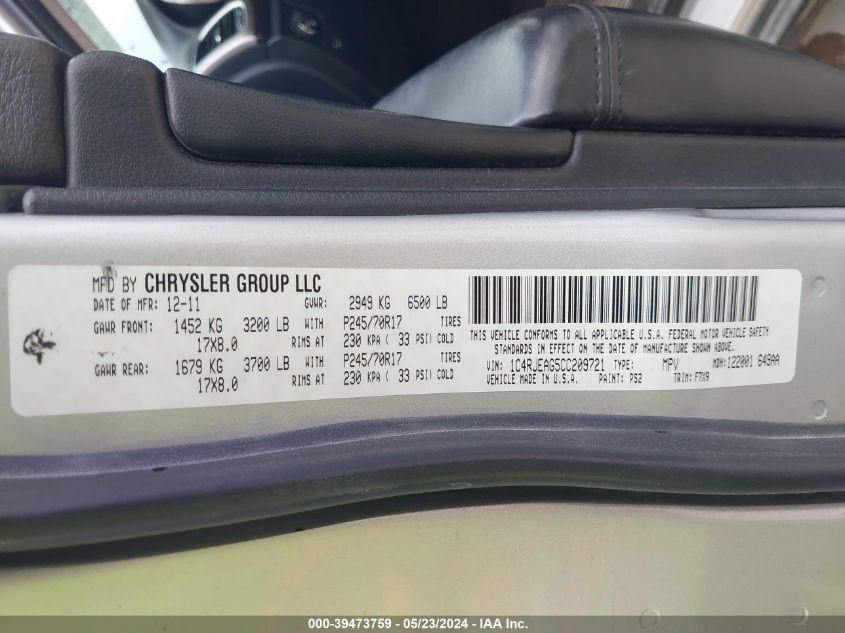 MFD BY CHRYSLER GROUP LLC
DATE OF MFR: 12-11 GVWR: 2949 KG 6500 LB
GAWR FRONT: 1452 KG 3200 LB WITH P245/70R17 TIRES
17X8.0 RIMS AT 230 KPA ( 33 PSI) COLD
GAWR REAR: 1679 KG 3700 LB WITH P245/70R17 TIRES
17X8.0 RIMS AT 230 KPA ( 33 PSI) COLD
THIS VEHICLE CONFORMS TO ALL APPLICABLE U.S.A. FEDERAL MOTOR VEHICLE SAFETY
STANDARDS IN EFFECT ON THE DATE OF MANUFACTURE SHOWN ABOVE.
VIN: 1C4RJEAG5CC209721 TYPE: MPV MDH: 122001 649AA
VEHICLE MADE IN U.S.A. PAINT: PS2 TRIM: F7X9
000-39473759 - 05/23/2024 - IAA Inc.